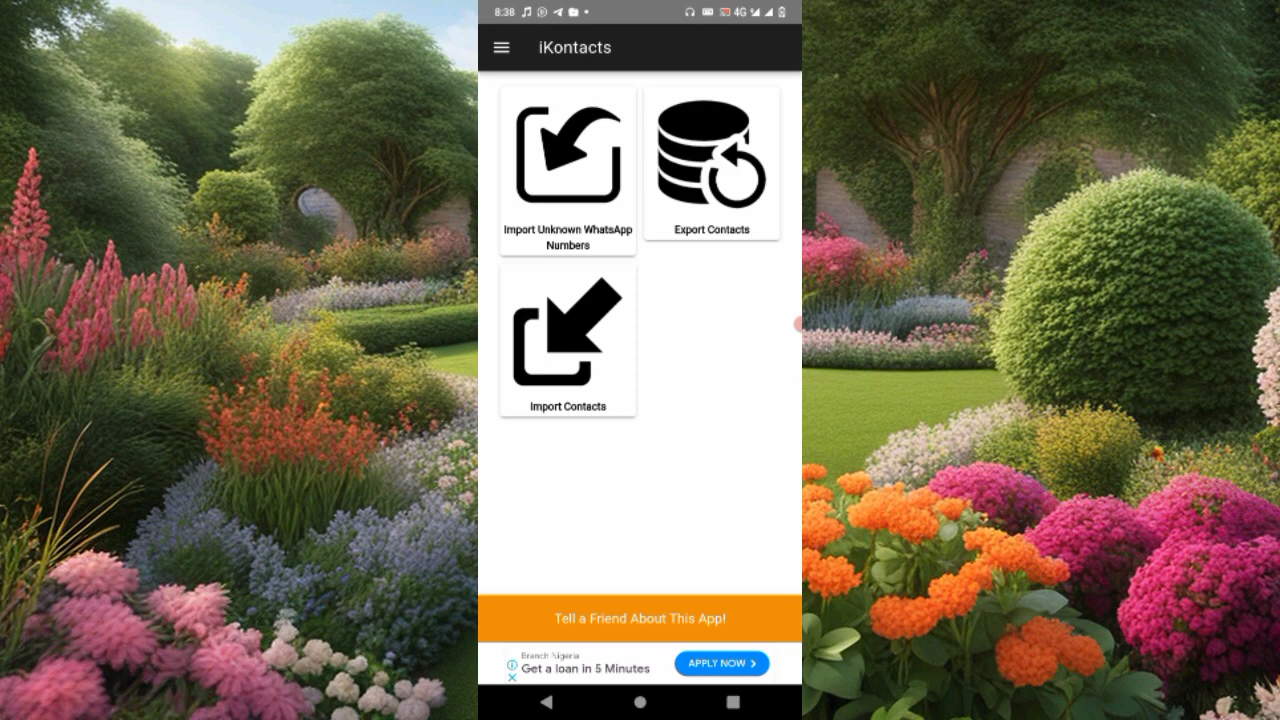 8:38
4G
iKontacts
Import Unknown WhatsApp
Numbers
Export Contacts
Import Contacts
Tell a Friend About This App!
Branch Nigeria
Get a loan in 5 Minutes
APPLY NOW